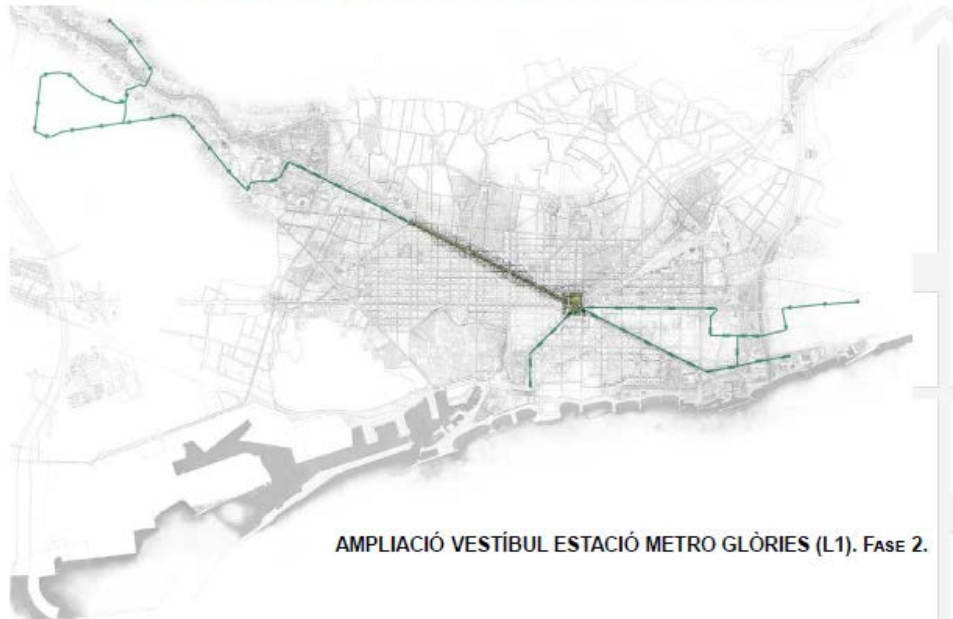 AMPLIACIÓ VESTÍBUL ESTACIÓ METRO GLÒRIES (L1). FASE 2.